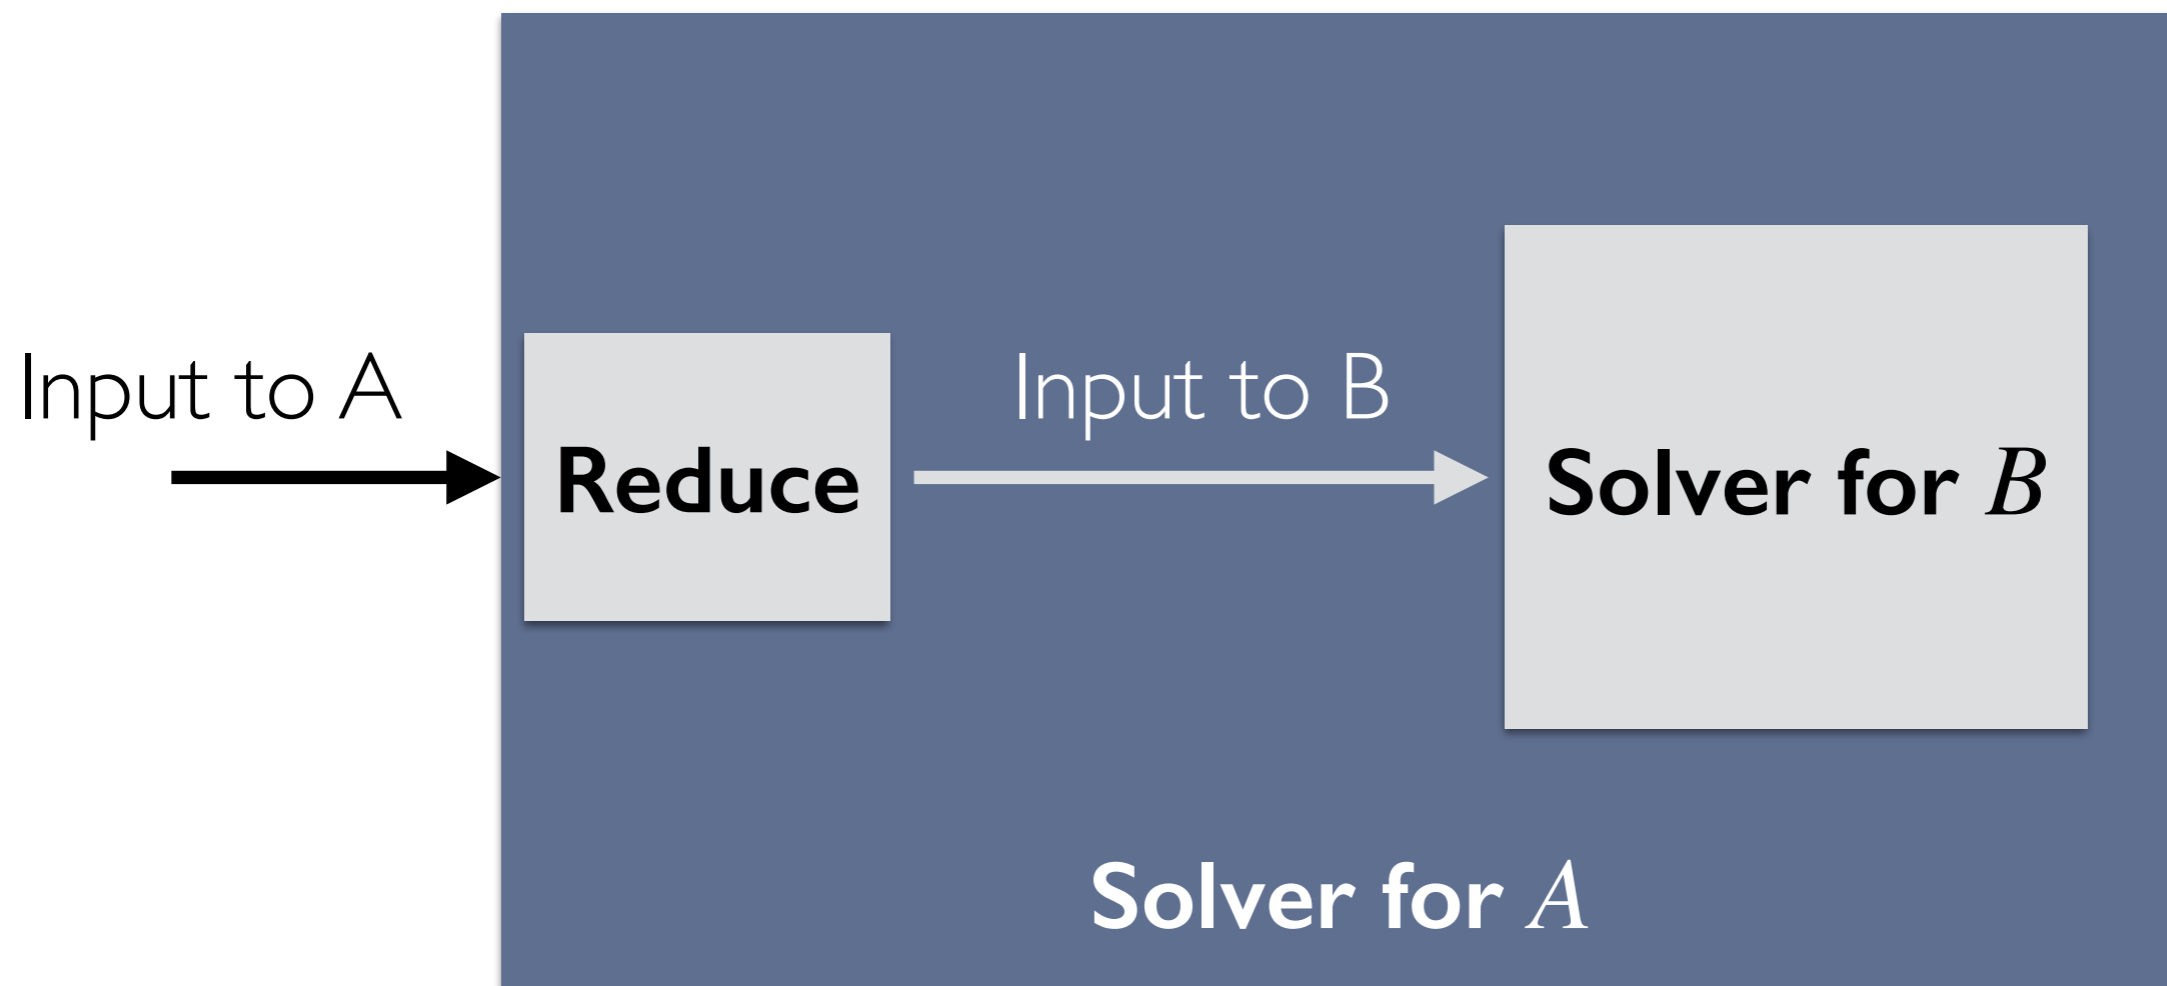 Input to A
Reduce
Input to B
Solver for B
Solver for A